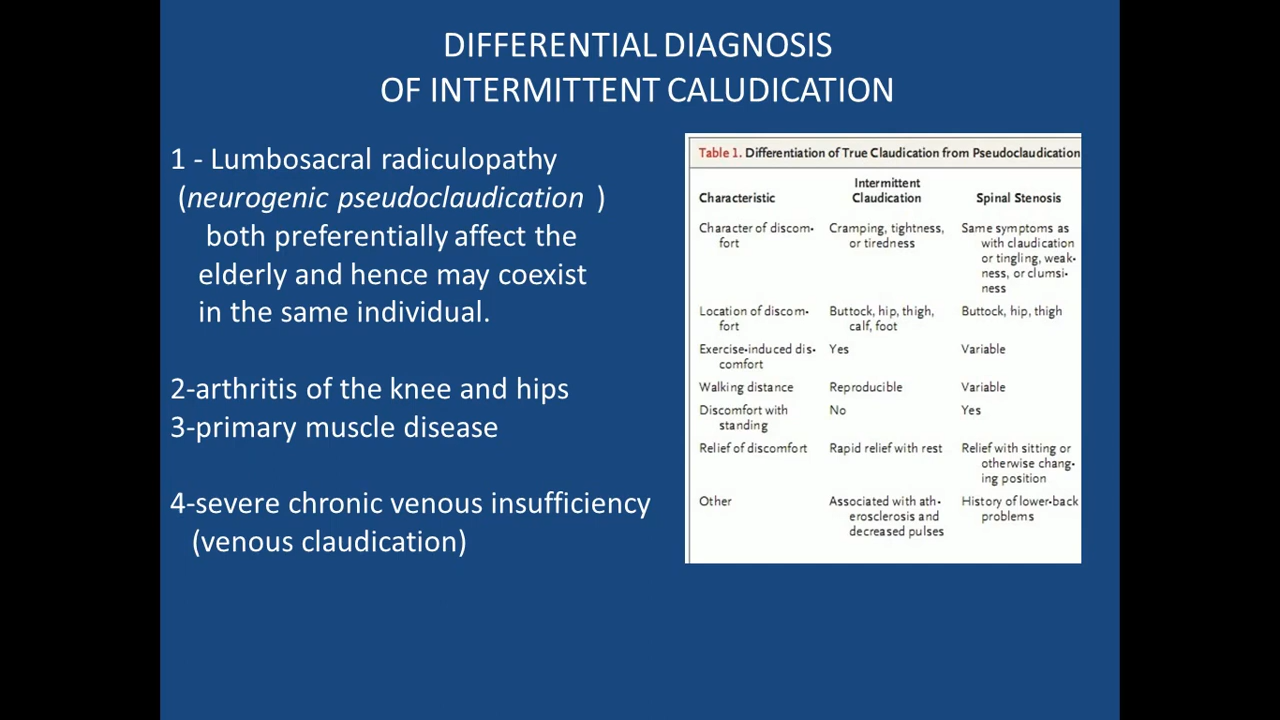 DIFFERENTIAL DIAGNOSIS
OF INTERMITTENT CALUDICATION
1 - Lumbosacral radiculopathy
(neurogenic pseudoclaudication )
both preferentially affect the
elderly and hence may coexist
in the same individual.
2-arthritis of the knee and hips
3-primary muscle disease
4-severe chronic venous insufficiency
(venous claudication)
Table 1. Differentiation of True Claudication from Pseudoclaudication
Characteristic Intermittent Claudication Spinal Stenosis
Character of discom- Cramping, tightness, Same symptoms as
fort or tiredness with claudication
or tingling, weak-
ness, or clumsi-
ness
Location of discom- Buttock, hip, thigh, Buttock, hip, thigh
fort calf, foot
Exercise-induced dis- Yes Variable
comfort
Walking distance Reproducible Variable
Discomfort with No Yes
standing
Relief of discomfort Rapid relief with rest Relief with sitting or
otherwise chang-
ing position
Other Associated with ath- History of lower-back
erosclerosis and problems
decreased pulses